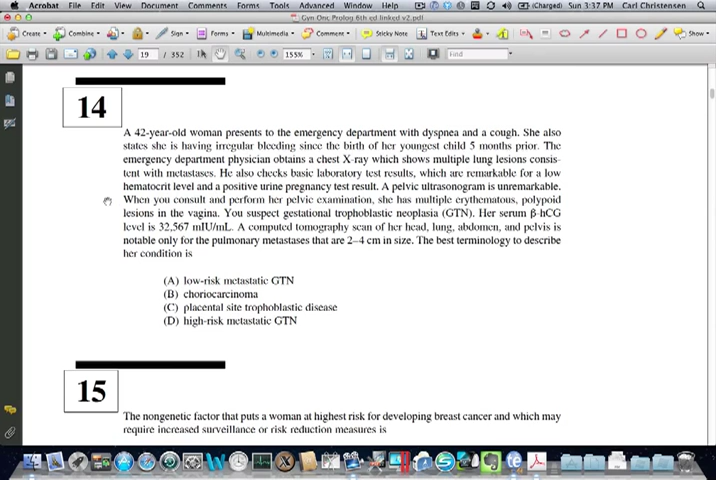 Acrobat File Edit View Document Comments Forms Tools Advanced Window Help (Charged) Sun 3:37 PM Carl Christensen
Gyn Onc Prolog 6th ed linked v2.pdf
Create Combine Sign Forms Multimedia Comment Sticky Note Text Edits Show
19 / 352 155% Find
14
A 42-year-old woman presents to the emergency department with dyspnea and a cough. She also
states she is having irregular bleeding since the birth of her youngest child 5 months prior. The
emergency department physician obtains a chest X-ray which shows multiple lung lesions consis-
tent with metastases. He also checks basic laboratory test results, which are remarkable for a low
hematocrit level and a positive urine pregnancy test result. A pelvic ultrasonogram is unremarkable.
When you consult and perform her pelvic examination, she has multiple erythematous, polypoid
lesions in the vagina. You suspect gestational trophoblastic neoplasia (GTN). Her serum β-hCG
level is 32,567 mIU/mL. A computed tomography scan of her head, lung, abdomen, and pelvis is
notable only for the pulmonary metastases that are 2–4 cm in size. The best terminology to describe
her condition is
(A) low-risk metastatic GTN
(B) choriocarcinoma
(C) placental site trophoblastic disease
(D) high-risk metastatic GTN
15
The nongenetic factor that puts a woman at highest risk for developing breast cancer and which may
require increased surveillance or risk reduction measures is